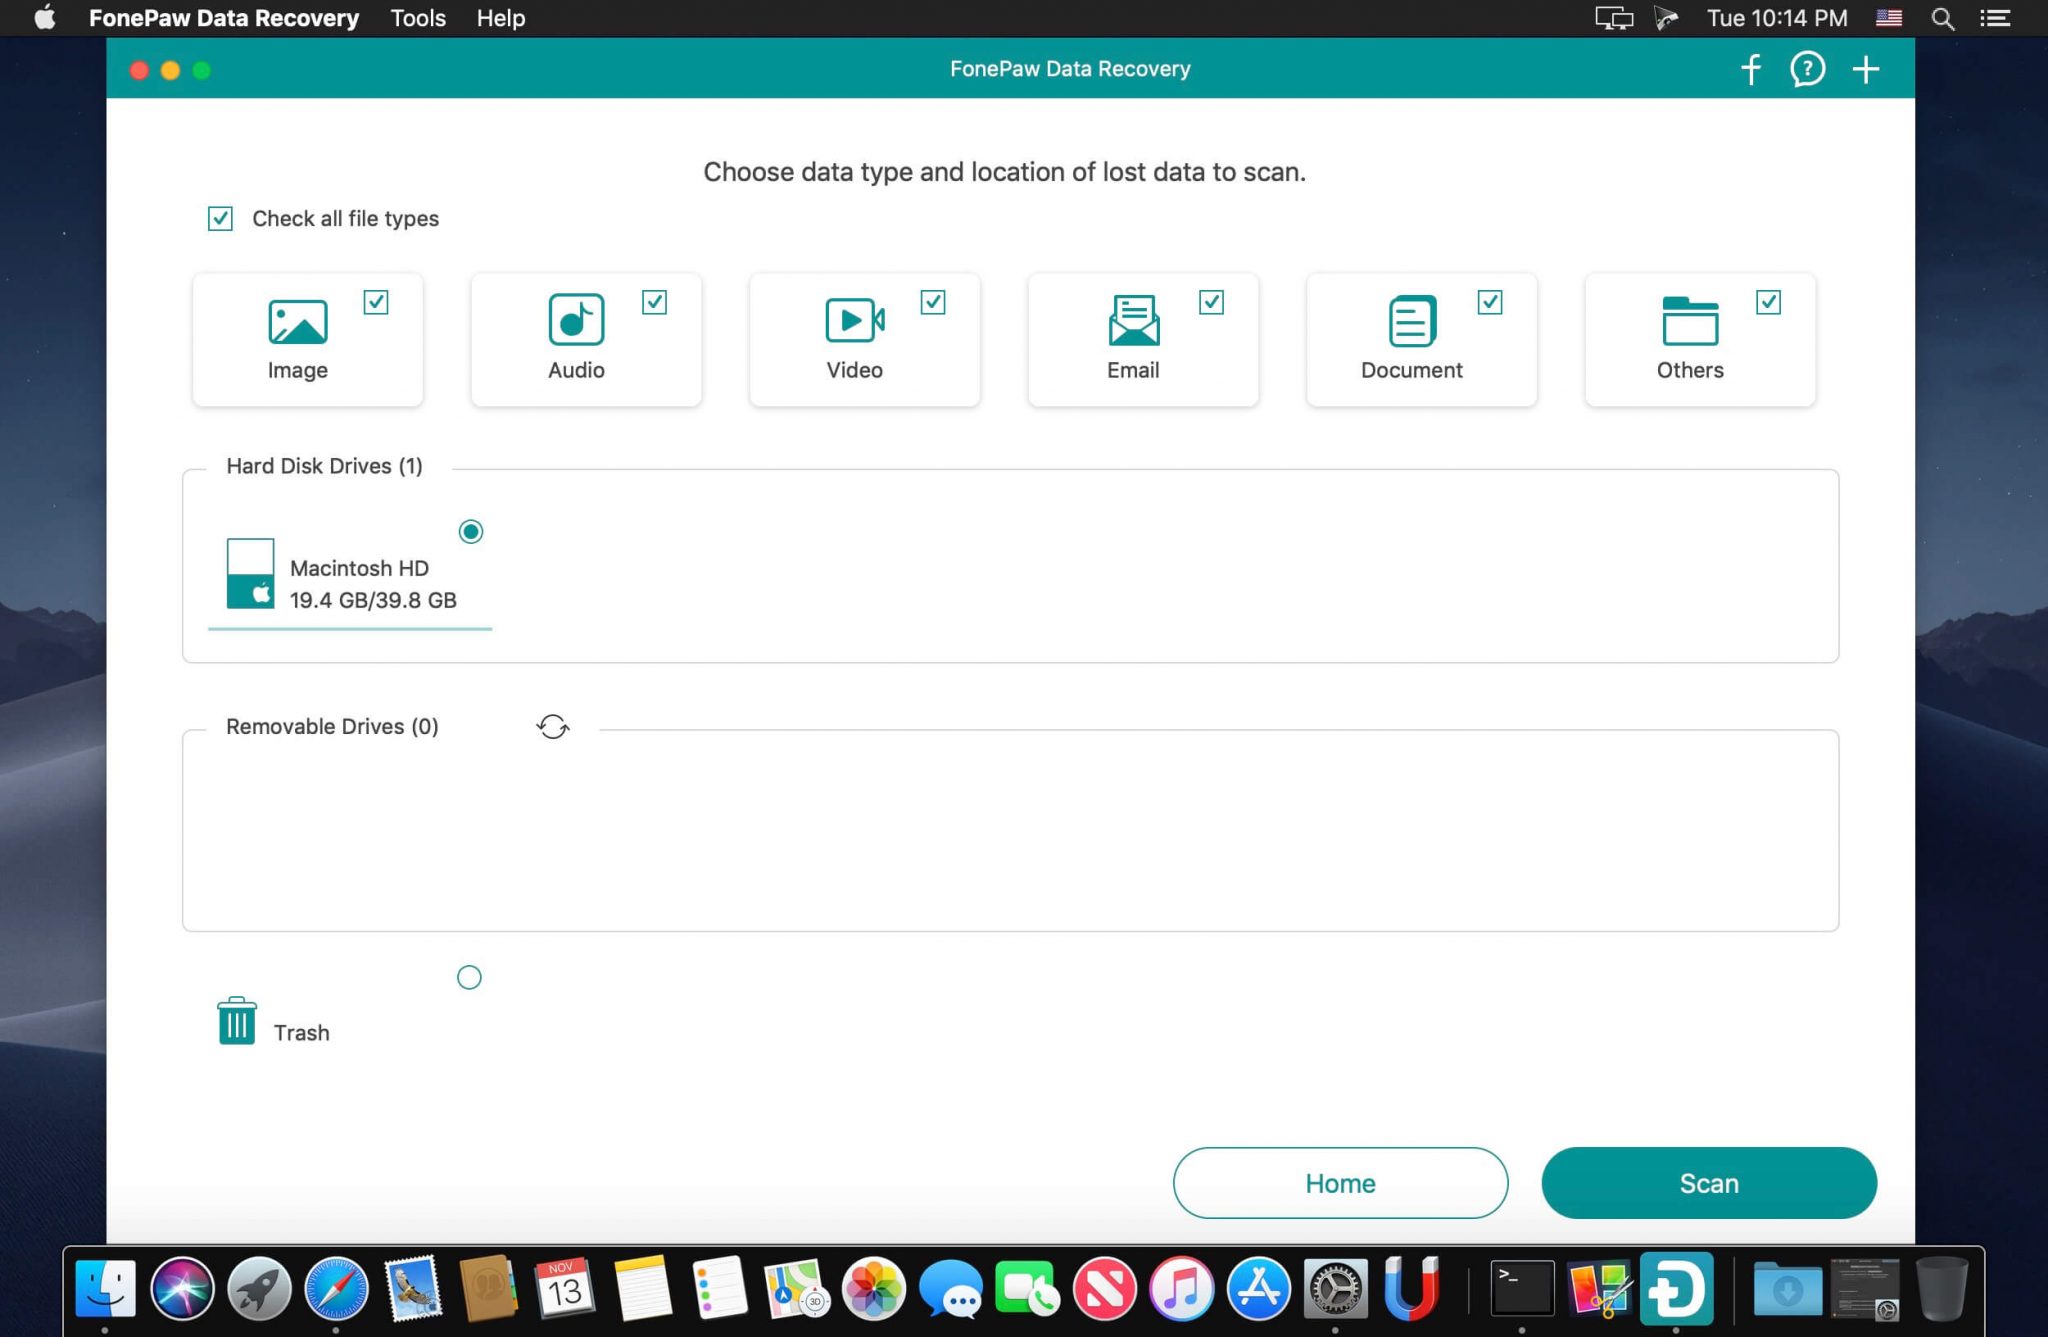 FonePaw Data Recovery Tools Help Tue 10:14 PM
FonePaw Data Recovery
Choose data type and location of lost data to scan.
Check all file types
Image Audio Video Email Document Others
Hard Disk Drives (1)
Macintosh HD
19.4 GB/39.8 GB
Removable Drives (0)
Trash
Home Scan
NOV
13
3D
>_